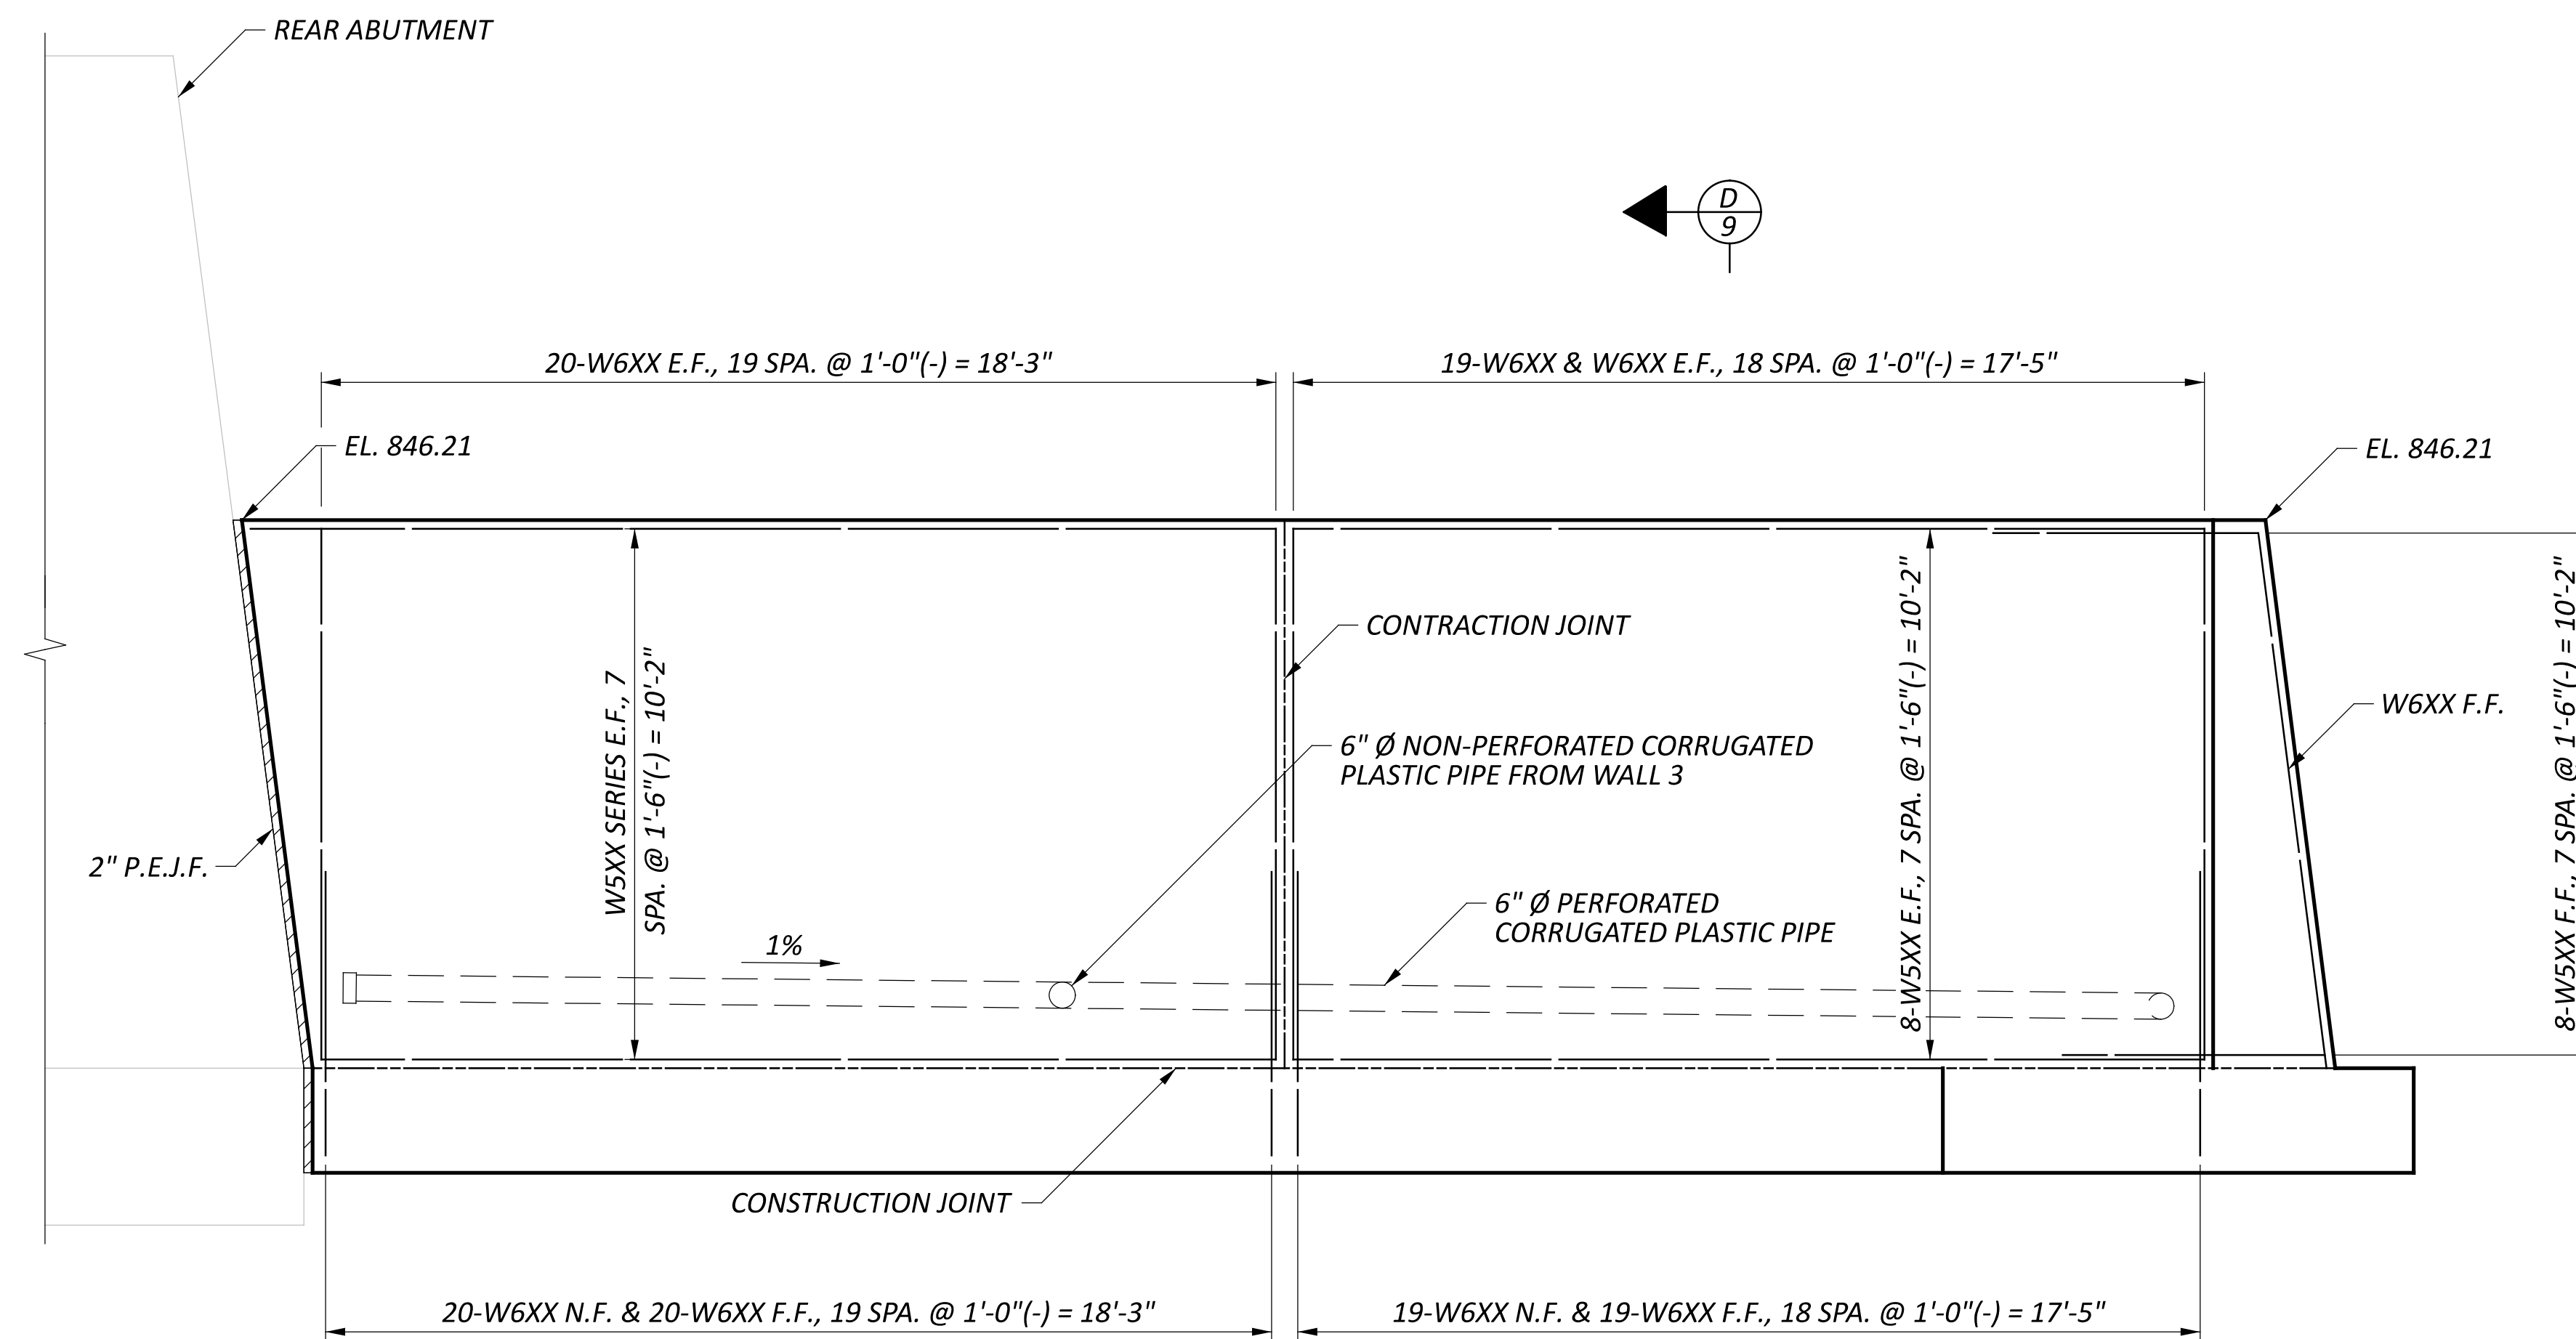 REAR ABUTMENT
D
9
20-W6XX E.F., 19 SPA. @ 1'-0"(-) = 18'-3"
19-W6XX & W6XX E.F., 18 SPA. @ 1'-0"(-) = 17'-5"
EL. 846.21
EL. 846.21
W5XX SERIES E.F., 7
SPA. @ 1'-6"(-) = 10'-2"
CONTRACTION JOINT
8-W5XX E.F., 7 SPA. @ 1'-6"(-) = 10'-2"
8-W5XX F.F., 7 SPA. @ 1'-6"(-) = 10'-2"
W6XX F.F.
6" Ø NON-PERFORATED CORRUGATED
PLASTIC PIPE FROM WALL 3
2" P.E.J.F.
6" Ø PERFORATED
CORRUGATED PLASTIC PIPE
1%
CONSTRUCTION JOINT
20-W6XX N.F. & 20-W6XX F.F., 19 SPA. @ 1'-0"(-) = 18'-3"
19-W6XX N.F. & 19-W6XX F.F., 18 SPA. @ 1'-0"(-) = 17'-5"